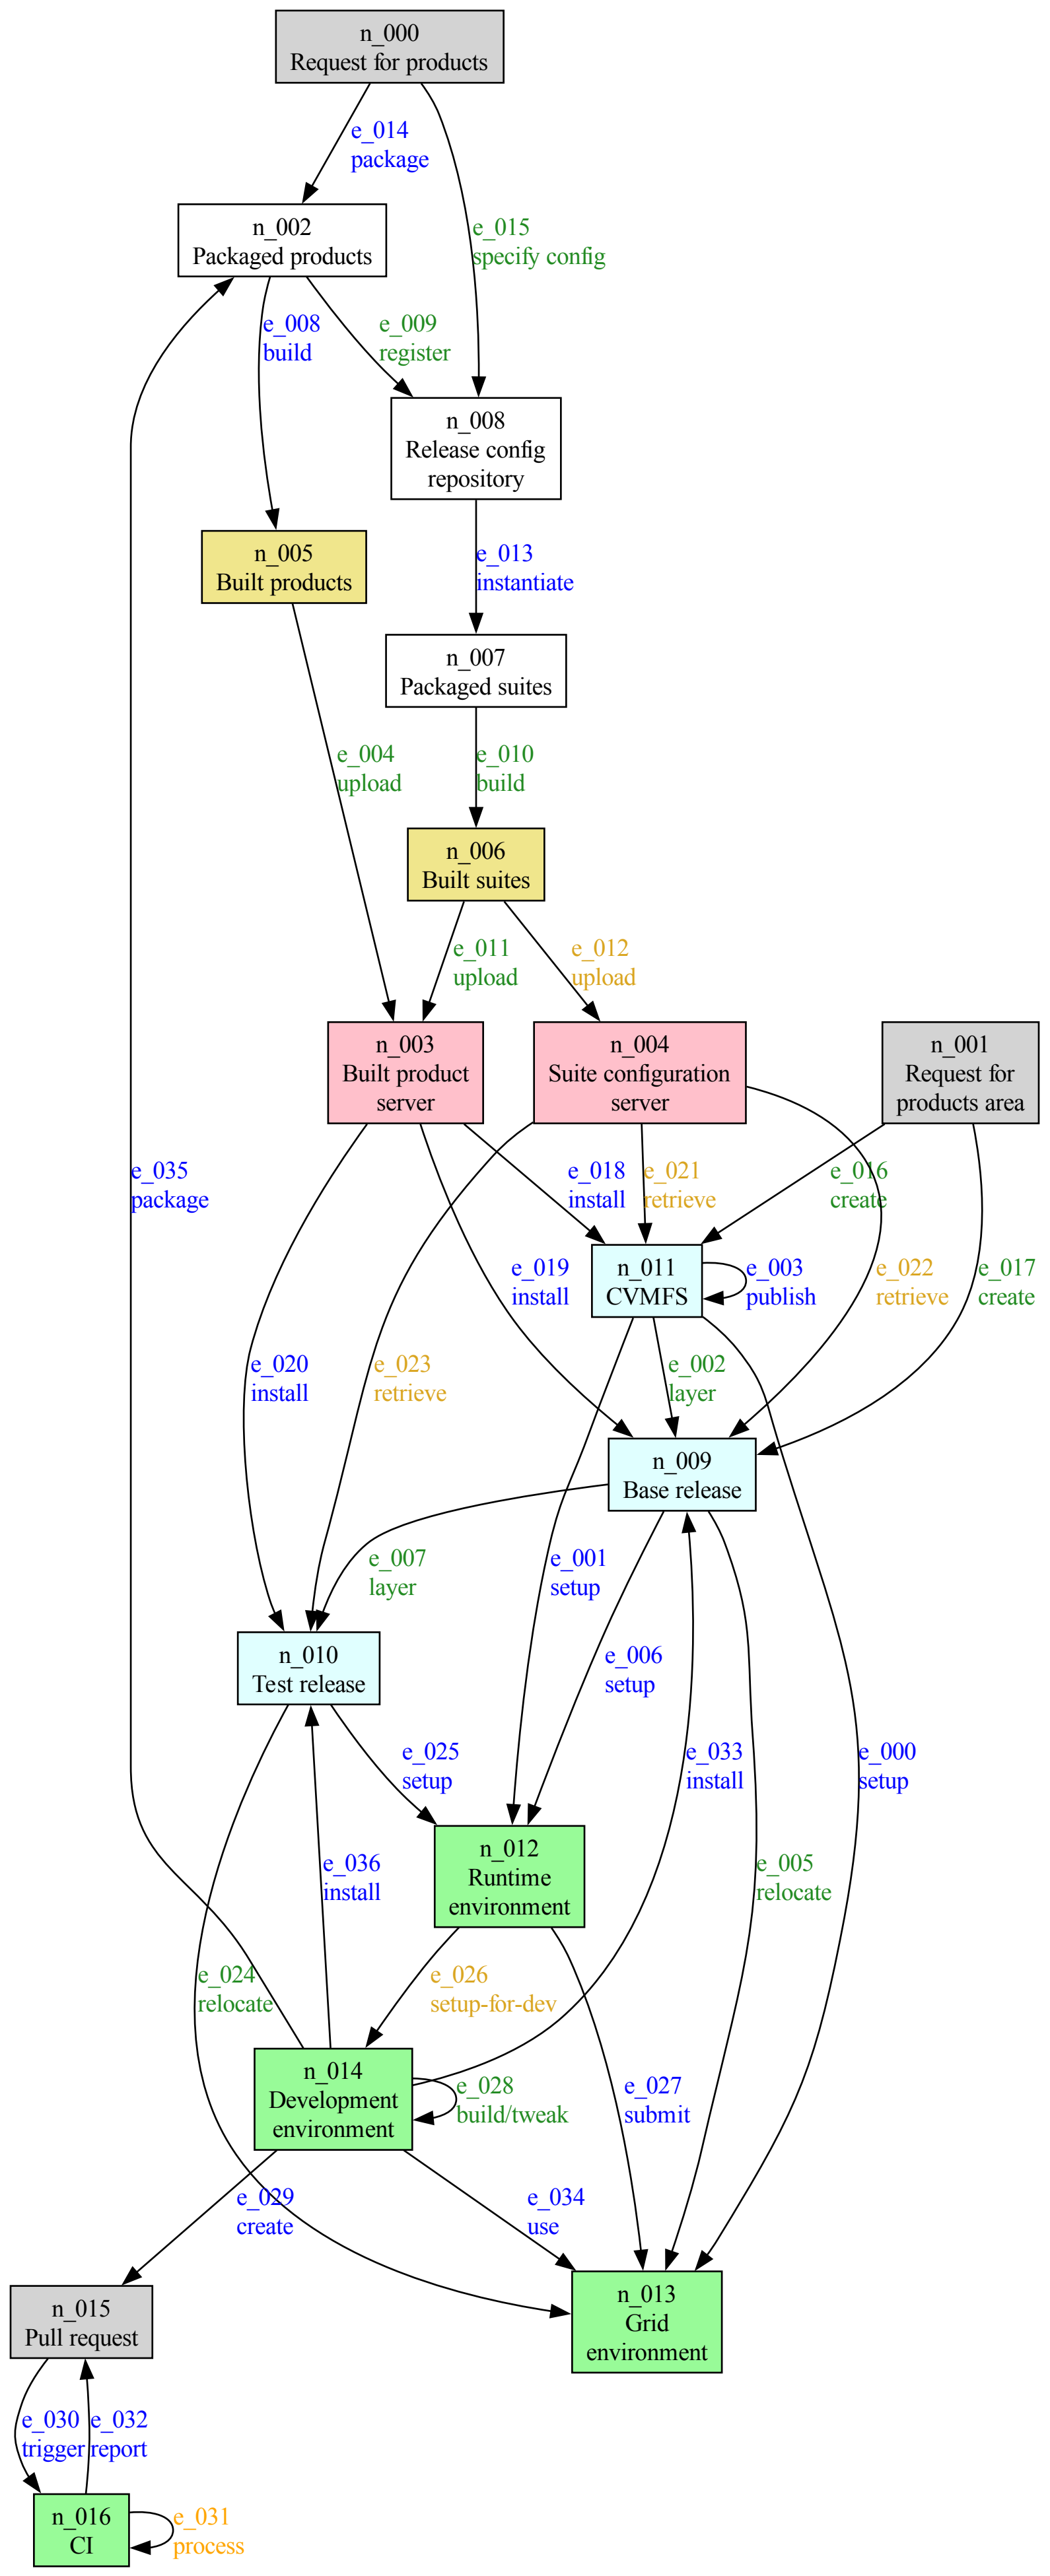 n_000
Request for products
e_014
package
n_002
Packaged products
e_015
specify config
e_008
build
e_009
register
n_008
Release config
repository
n_005
Built products
e_013
instantiate
n_007
Packaged suites
e_004
upload
e_010
build
n_006
Built suites
e_011
upload
e_012
upload
n_003
Built product
server
n_004
Suite configuration
server
n_001
Request for
products area
e_035
package
e_018
install
e_021
retrieve
e_016
create
n_011
CVMFS
e_003
publish
e_019
install
e_022
retrieve
e_017
create
e_020
install
e_023
retrieve
e_002
layer
n_009
Base release
e_007
layer
e_001
setup
n_010
Test release
e_006
setup
e_025
setup
e_033
install
e_000
setup
n_012
Runtime
environment
e_036
install
e_005
relocate
e_024
relocate
e_026
setup-for-dev
n_014
Development
environment
e_028
build/tweak
e_027
submit
e_029
create
e_034
use
n_015
Pull request
n_013
Grid
environment
e_030
trigger
e_032
report
n_016
CI
e_031
process